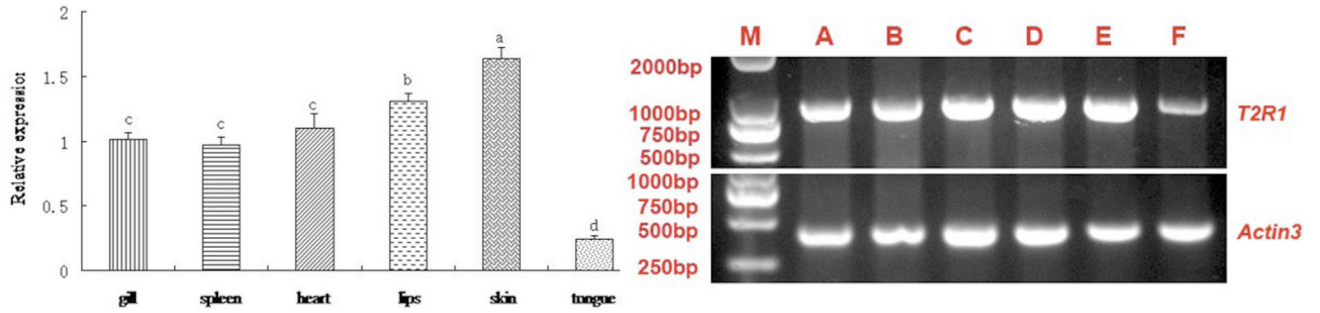 2
1.5
1
0.5
0
Relative expression
c
c
c
b
a
d
gill
spleen
heart
lips
skin
tongue
M A B C D E F
2000bp
1000bp
750bp
500bp
T2R1
1000bp
750bp
500bp
250bp
Actin3